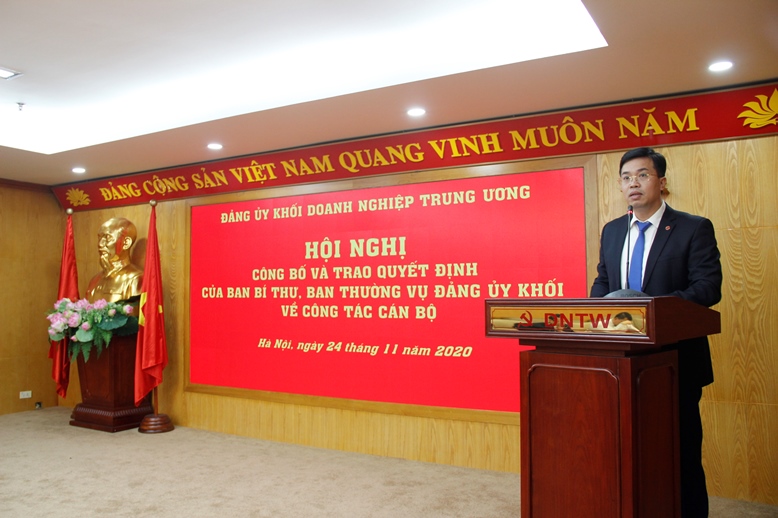 ĐẢNG CỘNG SẢN VIỆT NAM QUANG VINH MUÔN NĂM
ĐẢNG ỦY KHỐI DOANH NGHIỆP TRUNG ƯƠNG
HỘI NGHỊ
CÔNG BỐ VÀ TRAO QUYẾT ĐỊNH
CỦA BAN BÍ THƯ, BAN THƯỜNG VỤ ĐẢNG ỦY KHỐI
VỀ CÔNG TÁC CÁN BỘ
Hà Nội, ngày 24 tháng 11 năm 2020
DNTW